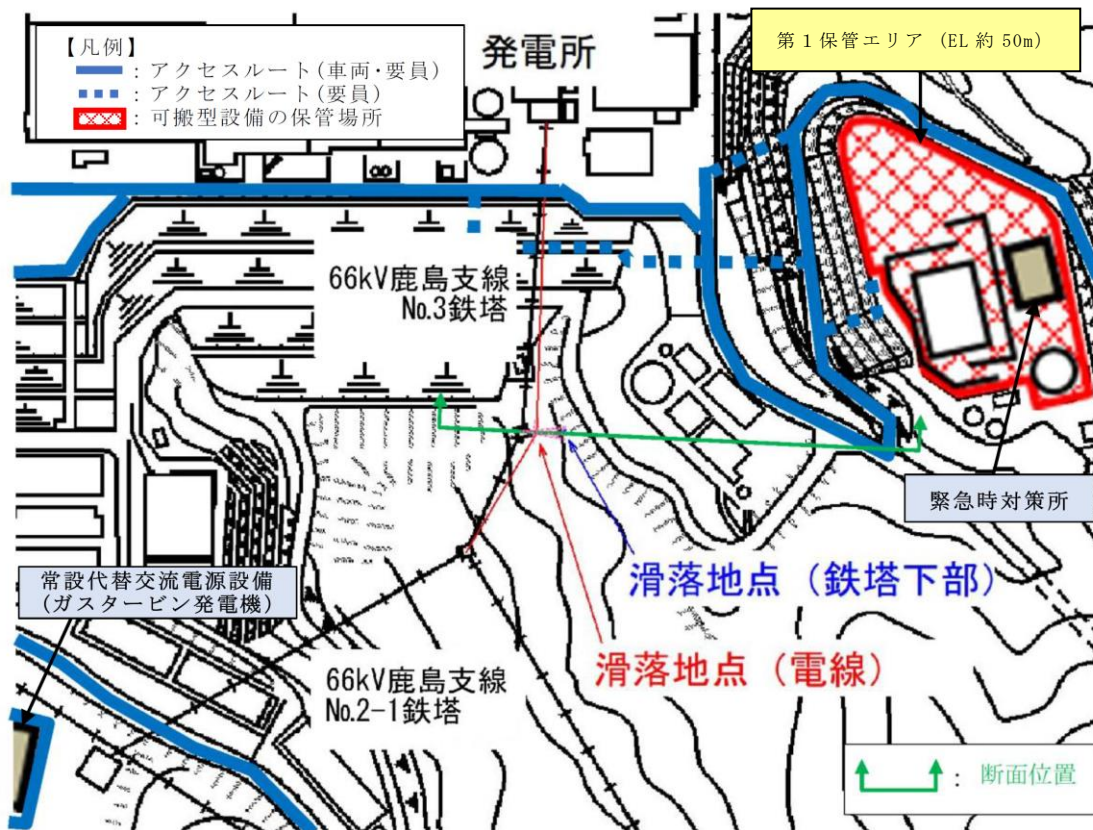 【凡例】
：アクセスルート(車両･要員)
：アクセスルート(要員)
：可搬型設備の保管場所
発電所
第１保管エリア (EL 約 50m)
66kV鹿島支線
No.3鉄塔
緊急時対策所
滑落地点（鉄塔下部）
常設代替交流電源設備
(ガスタービン発電機)
滑落地点（電線）
66kV鹿島支線
No.2-1鉄塔
：断面位置